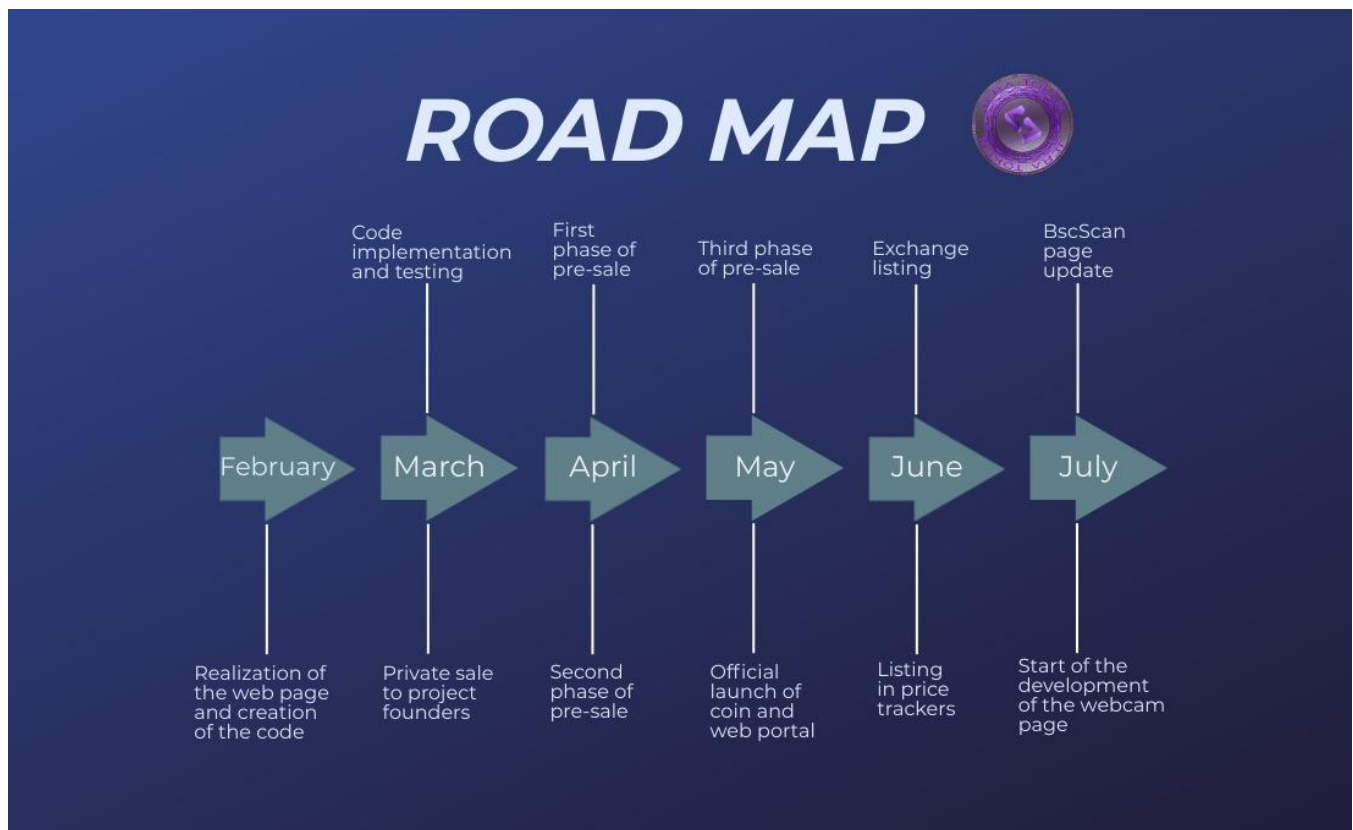 ROAD MAP
Code
implementation
and testing
First
phase of
pre-sale
Third phase
of pre-sale
Exchange
listing
BscScan
page
update
February
March
April
May
June
July
Realization of
the web page
and creation
of the code
Private sale
to project
founders
Second
phase of
pre-sale
Official
launch of
coin and
web portal
Listing
in price
trackers
Start of the
development
of the webcam
page